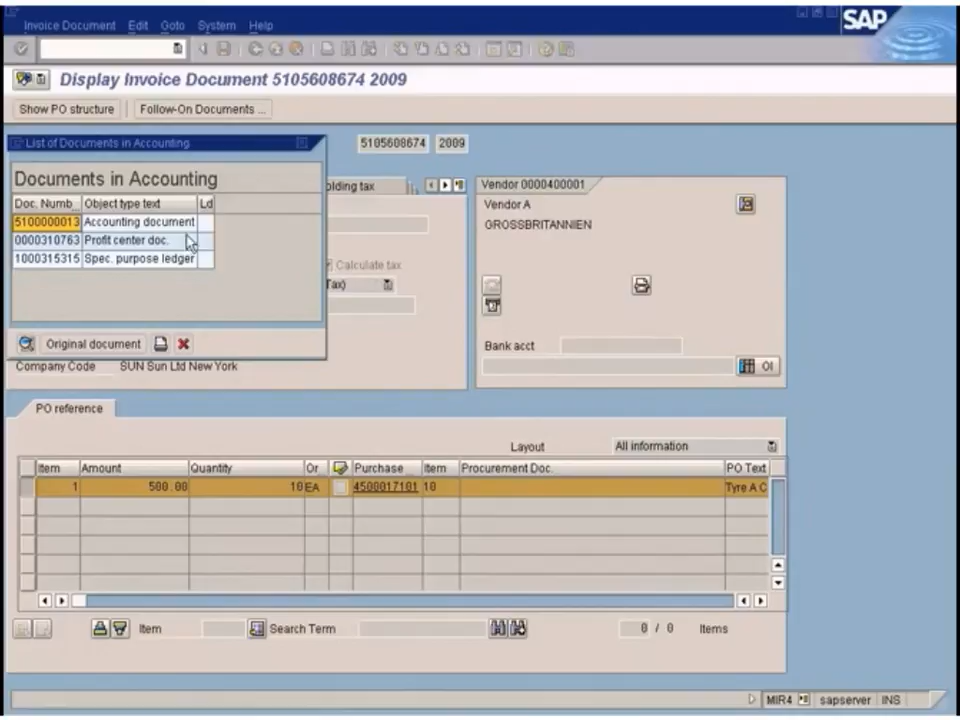 Invoice Document Edit Goto System Help
SAP
Display Invoice Document 5105608674 2009
Show PO structure Follow-On Documents ...
List of Documents in Accounting
5105608674 2009
Documents in Accounting
olding tax
Vendor 0000400001
Doc. Numb... Object type text Ld
Vendor A
5100000013 Accounting document
GROSSBRITANNIEN
0000310763 Profit center doc.
1000315315 Spec. purpose ledger
Calculate tax
Tax)
Original document
Bank acct
Company Code SUN Sun Ltd New York
OI
PO reference
Layout All information
Item Amount Quantity Or Purchase... Item Procurement Doc. PO Text
1 500.00 10 EA 4500017101 10 Tyre A C
Item Search Term 0 / 0 Items
MIR4 sapserver INS